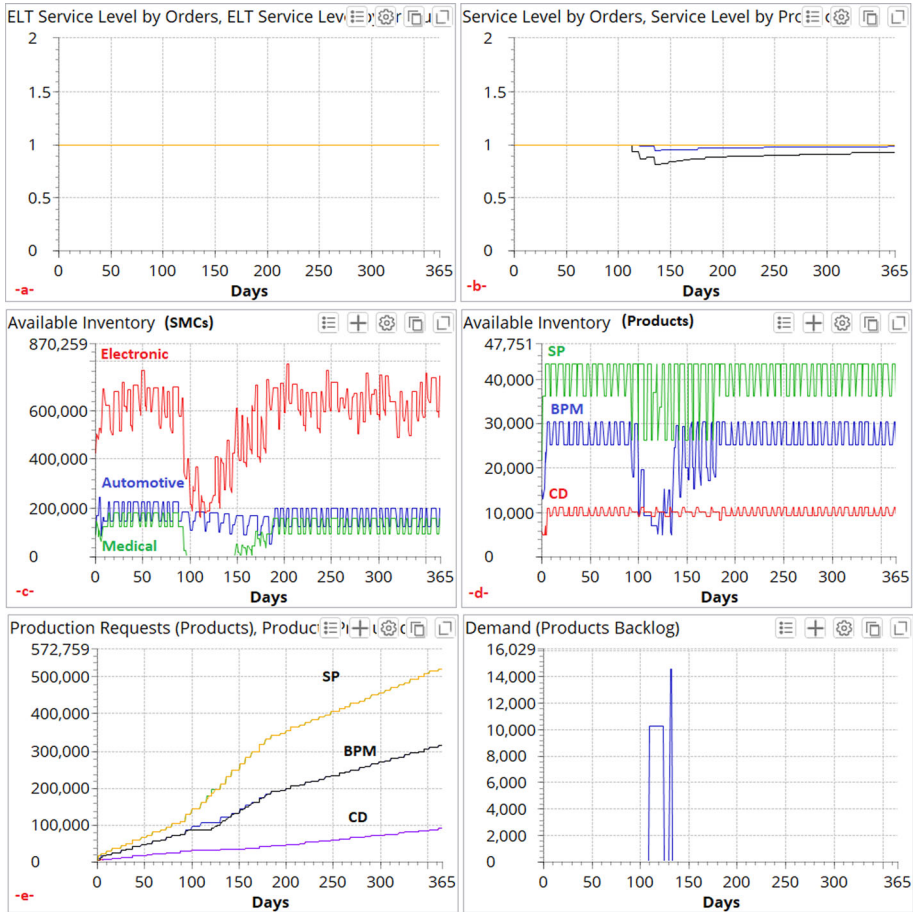 ELT Service Level by Orders, ELT Service Level
2
1.5
1
0.5
0
0 50 100 150 200 250 300 365
Days
-a-
Service Level by Orders, Service Level by
2
1.5
1
0.5
0
0 50 100 150 200 250 300 365
Days
-b-
Available Inventory (SMCs)
870,259
600,000
400,000
200,000
0
Electronic
Automotive
Medical
0 50 100 150 200 250 300 365
Days
-c-
Available Inventory (Products)
47,751
40,000
30,000
20,000
10,000
0
SP
BPM
CD
0 50 100 150 200 250 300 365
Days
-d-
Production Requests (Products),
572,759
500,000
400,000
300,000
200,000
100,000
0
SP
BPM
CD
0 50 100 150 200 250 300 365
Days
-e-
Demand (Products Backlog)
16,029
14,000
12,000
10,000
8,000
6,000
4,000
2,000
0
0 50 100 150 200 250 300 365
Days